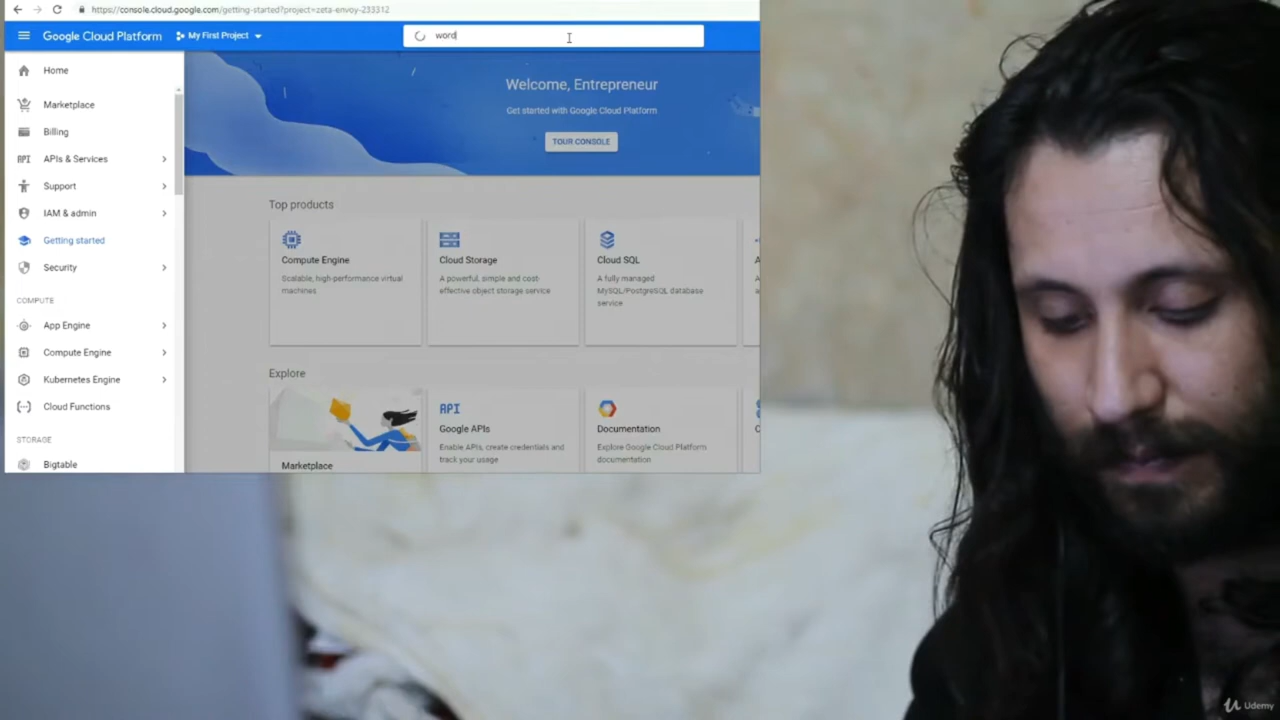 https://console.cloud.google.com/getting-started?project=zeta-envoy-233312
Google Cloud Platform
My First Project
word
Home
Marketplace
Billing
API APIs & Services
Support
IAM & admin
Getting started
Security
COMPUTE
App Engine
Compute Engine
Kubernetes Engine
Cloud Functions
STORAGE
Bigtable
Welcome, Entrepreneur
Get started with Google Cloud Platform
TOUR CONSOLE
Top products
Compute Engine
Scalable, high-performance virtual
machines
Cloud Storage
A powerful, simple and cost-
effective object storage service
Cloud SQL
A fully managed
MySQL/PostgreSQL database
service
Explore
Marketplace
API
Google APIs
Enable APIs, create credentials and
track your usage
Documentation
Explore Google Cloud Platform
documentation
Udemy